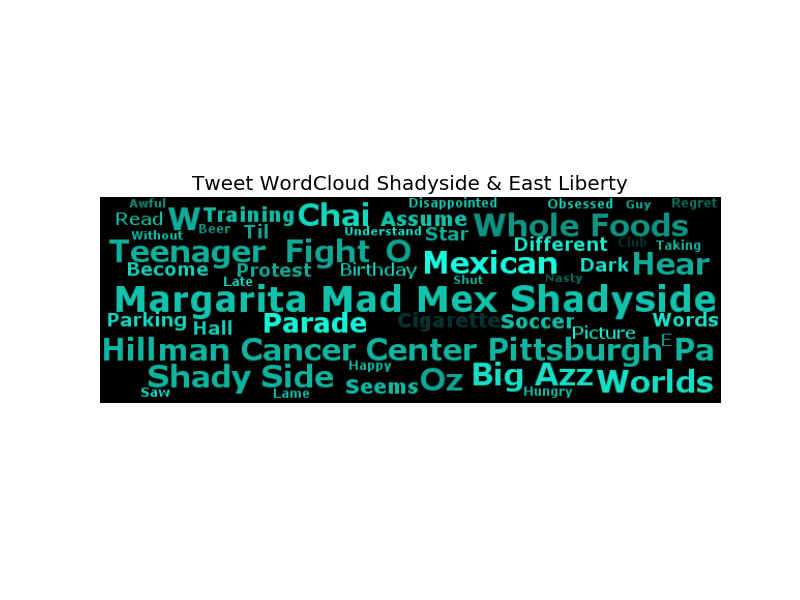 Tweet WordCloud Shadyside & East Liberty
Awful Disappointed Obsessed Guy Regret
Read W Training Chai Assume Whole Foods
Without Beer Til Understand Star Different Club Taking
Teenager Fight O
Become Protest Birthday Mexican Dark Hear
Late Shut Nasty
Margarita Mad Mex Shadyside
Parking Hall Parade Cigarette Soccer Picture Words
Hillman Cancer Center Pittsburgh E Pa
Shady Side Happy Seems Oz Big Azz Worlds
Saw Lame Hungry